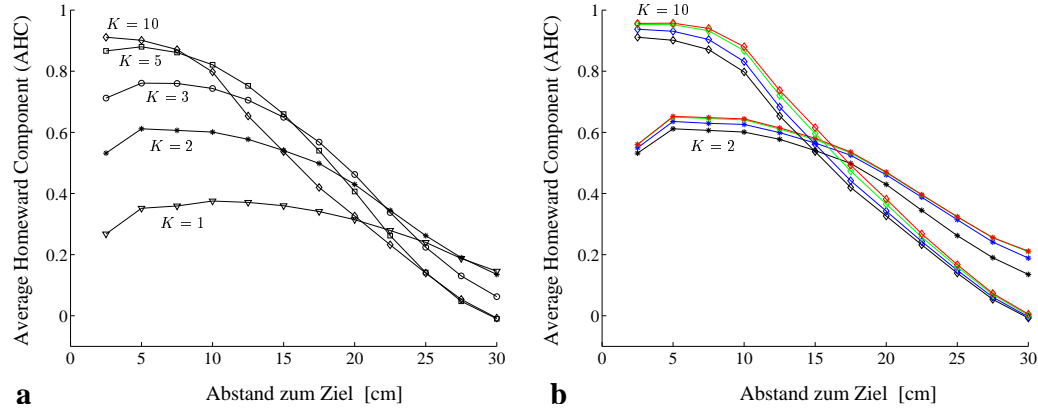 Average Homeward Component (AHC)
1
0.8
0.6
0.4
0.2
0
K = 10
K = 5
K = 3
K = 2
K = 1
0 5 10 15 20 25 30
Abstand zum Ziel [cm]
a
Average Homeward Component (AHC)
1
0.8
0.6
0.4
0.2
0
K = 10
K = 2
0 5 10 15 20 25 30
Abstand zum Ziel [cm]
b